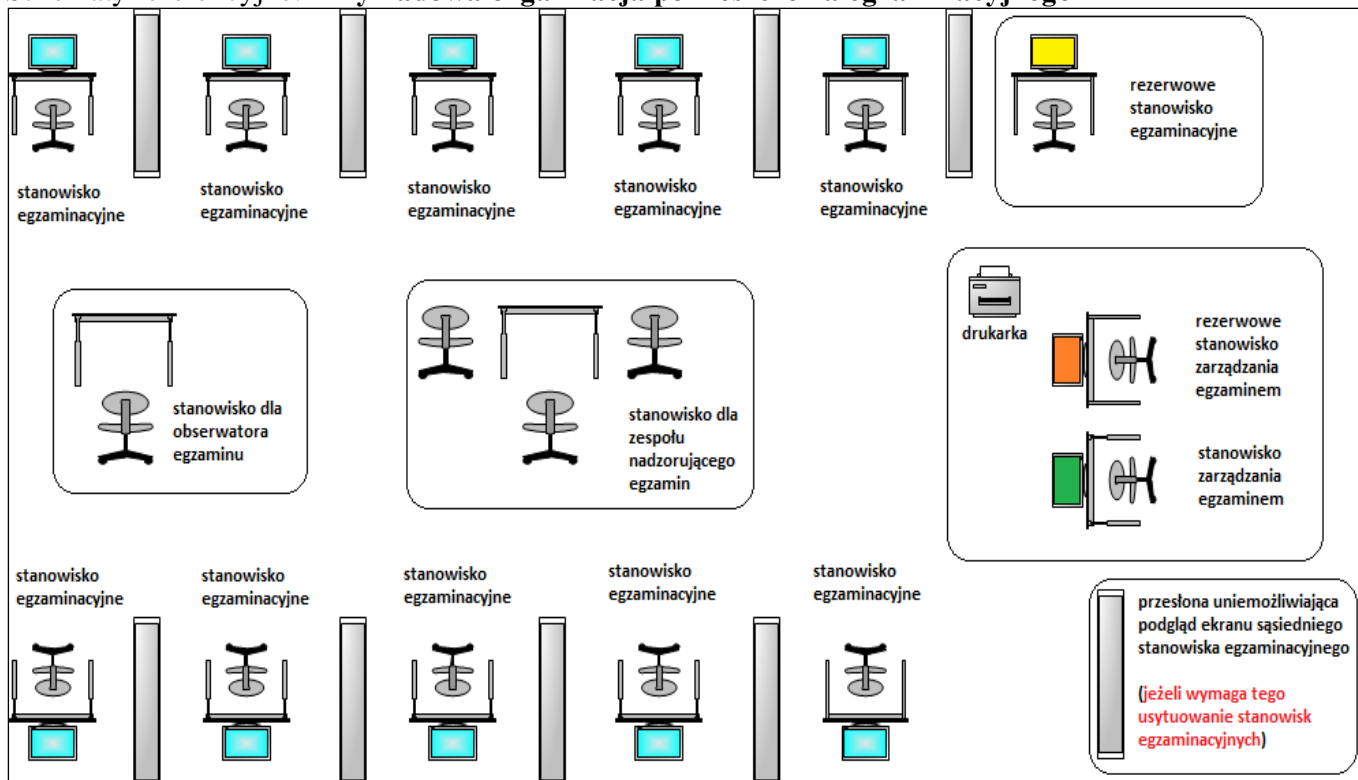 stanowisko
egzaminacyjne
stanowisko
egzaminacyjne
stanowisko
egzaminacyjne
stanowisko
egzaminacyjne
stanowisko
egzaminacyjne
rezerwowe
stanowisko
egzaminacyjne
stanowisko dla
obserwatora
egzaminu
stanowisko dla
zespołu
nadzorującego
egzamin
drukarka
rezerwowe
stanowisko
zarządzania
egzaminem
stanowisko
zarządzania
egzaminem
stanowisko
egzaminacyjne
stanowisko
egzaminacyjne
stanowisko
egzaminacyjne
stanowisko
egzaminacyjne
stanowisko
egzaminacyjne
przesłona uniemożliwiająca
podgląd ekranu sąsiedniego
stanowiska egzaminacyjnego
(jeżeli wymaga tego
usytuowanie stanowisk
egzaminacyjnych)